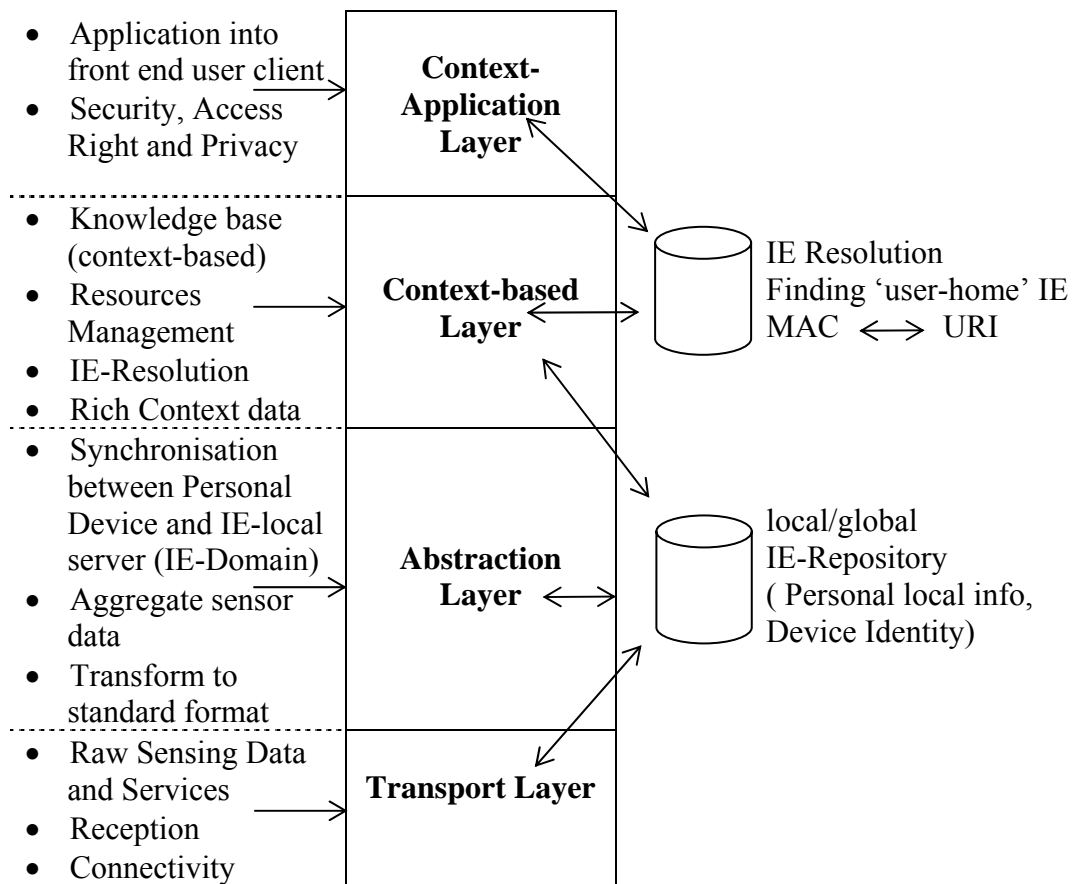 • Application into
front end user client
• Security, Access
Right and Privacy
Context-
Application
Layer
• Knowledge base
(context-based)
• Resources
Management
• IE-Resolution
• Rich Context data
Context-based
Layer
IE Resolution
Finding ‘user-home’ IE
MAC ↔ URI
• Synchronisation
between Personal
Device and IE-local
server (IE-Domain)
• Aggregate sensor
data
• Transform to
standard format
Abstraction
Layer
local/global
IE-Repository
( Personal local info,
Device Identity)
• Raw Sensing Data
and Services
• Reception
• Connectivity
Transport Layer